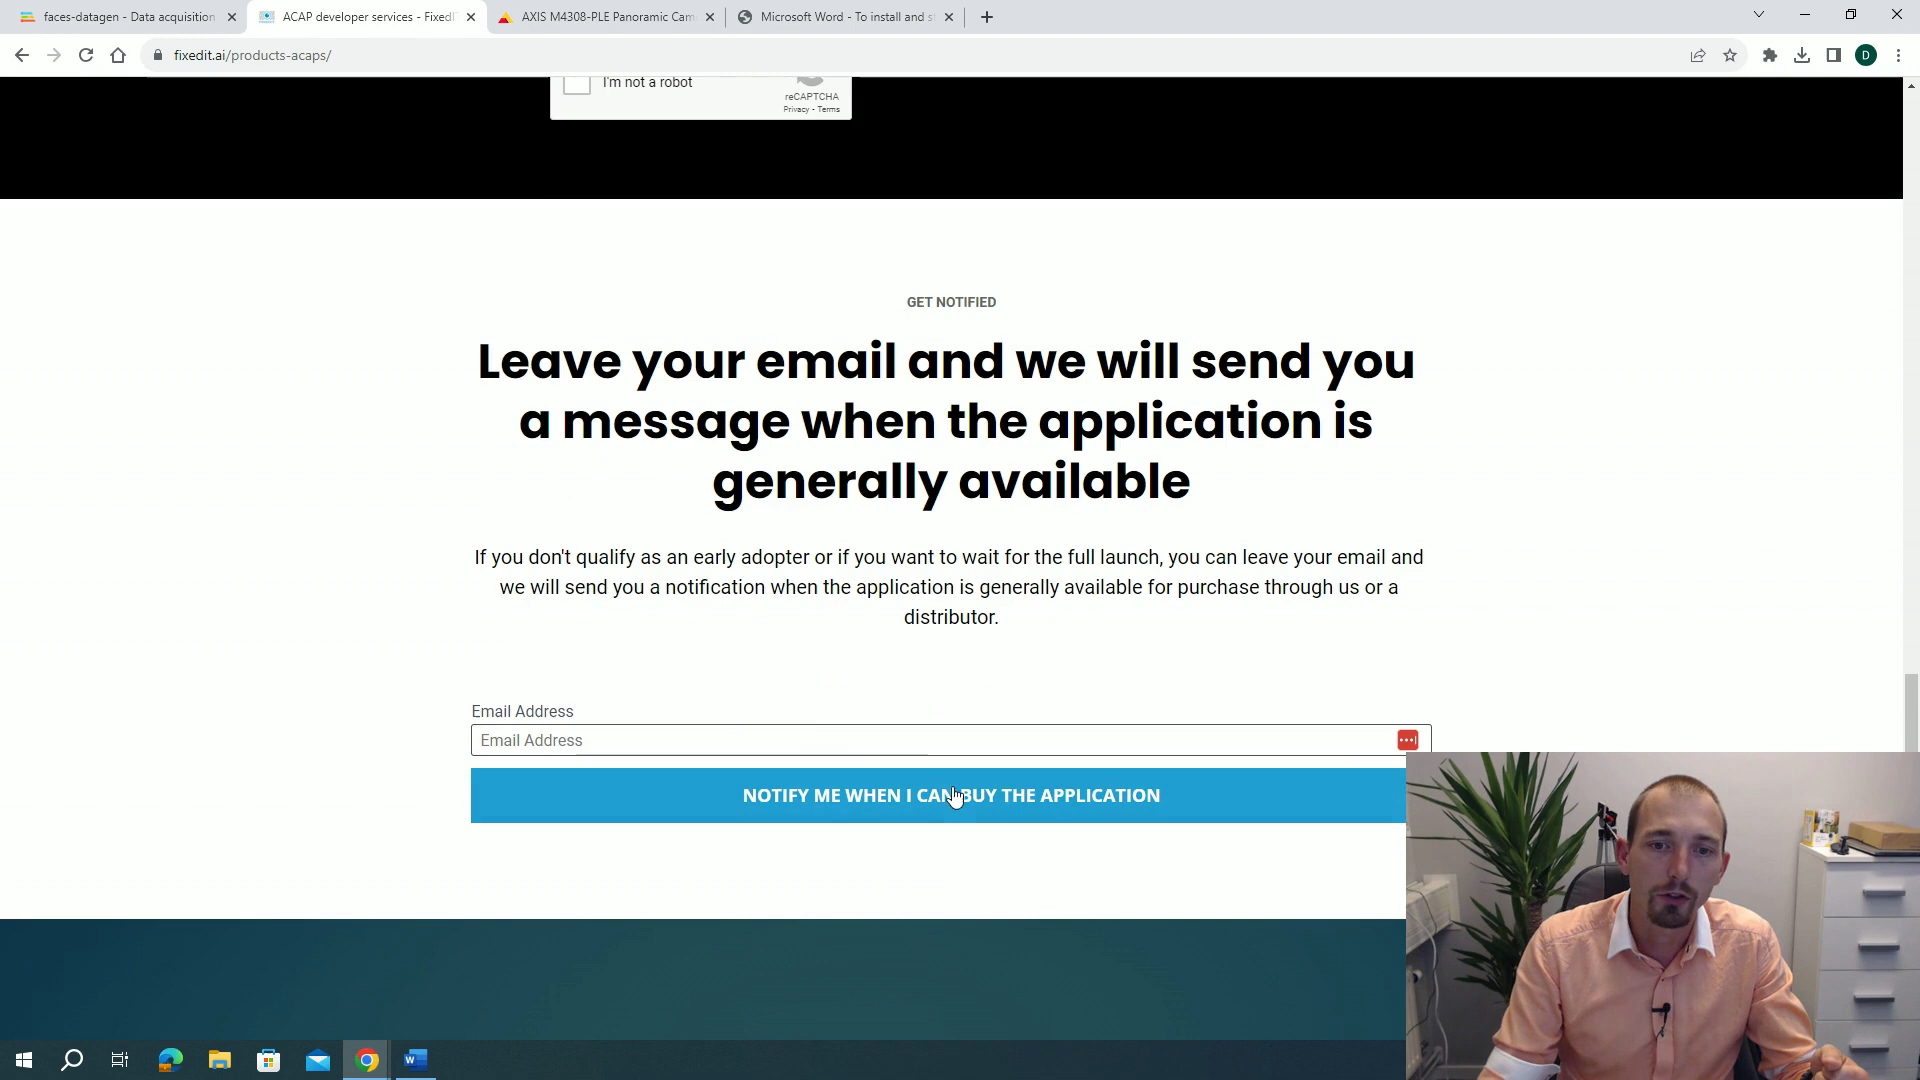 faces-datagen - Data acquisition
ACAP developer services - FixedI
AXIS M4308-PLE Panoramic Cam
Microsoft Word - To install and s
fixedit.ai/products-acaps/
D
I'm not a robot
reCAPTCHA
Privacy - Terms
GET NOTIFIED
Leave your email and we will send you
a message when the application is
generally available
If you don't qualify as an early adopter or if you want to wait for the full launch, you can leave your email and
we will send you a notification when the application is generally available for purchase through us or a
distributor.
Email Address
Email Address
NOTIFY ME WHEN I CAN BUY THE APPLICATION